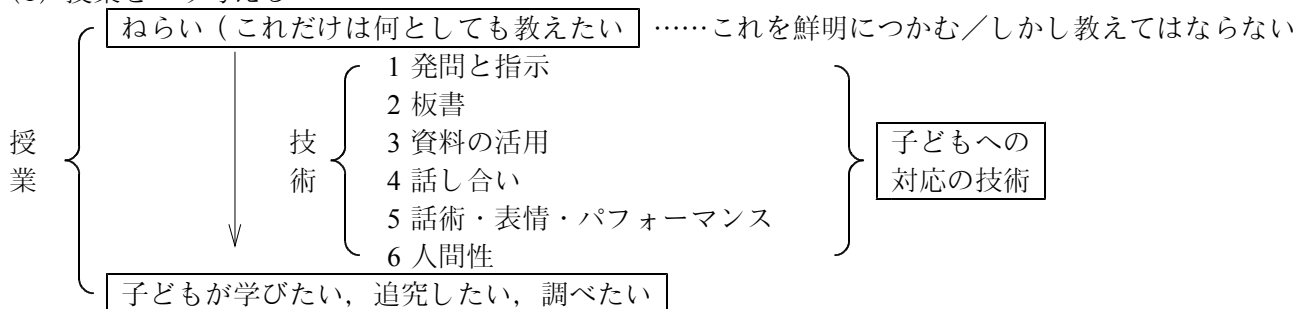 ねらい（これだけは何としても教えたい ……これを鮮明につかむ／しかし教えてはならない
授業
技術
1 発問と指示
2 板書
3 資料の活用
4 話し合い
5 話術・表情・パフォーマンス
6 人間性
子どもへの
対応の技術
子どもが学びたい，追究したい，調べたい